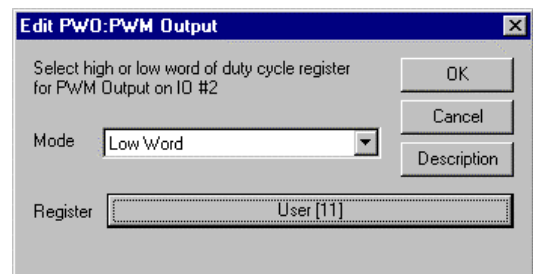 Edit PWO:PWM Output
Select high or low word of duty cycle register
for PWM Output on IO #2
OK
Cancel
Mode
Low Word
Description
Register
User [11]